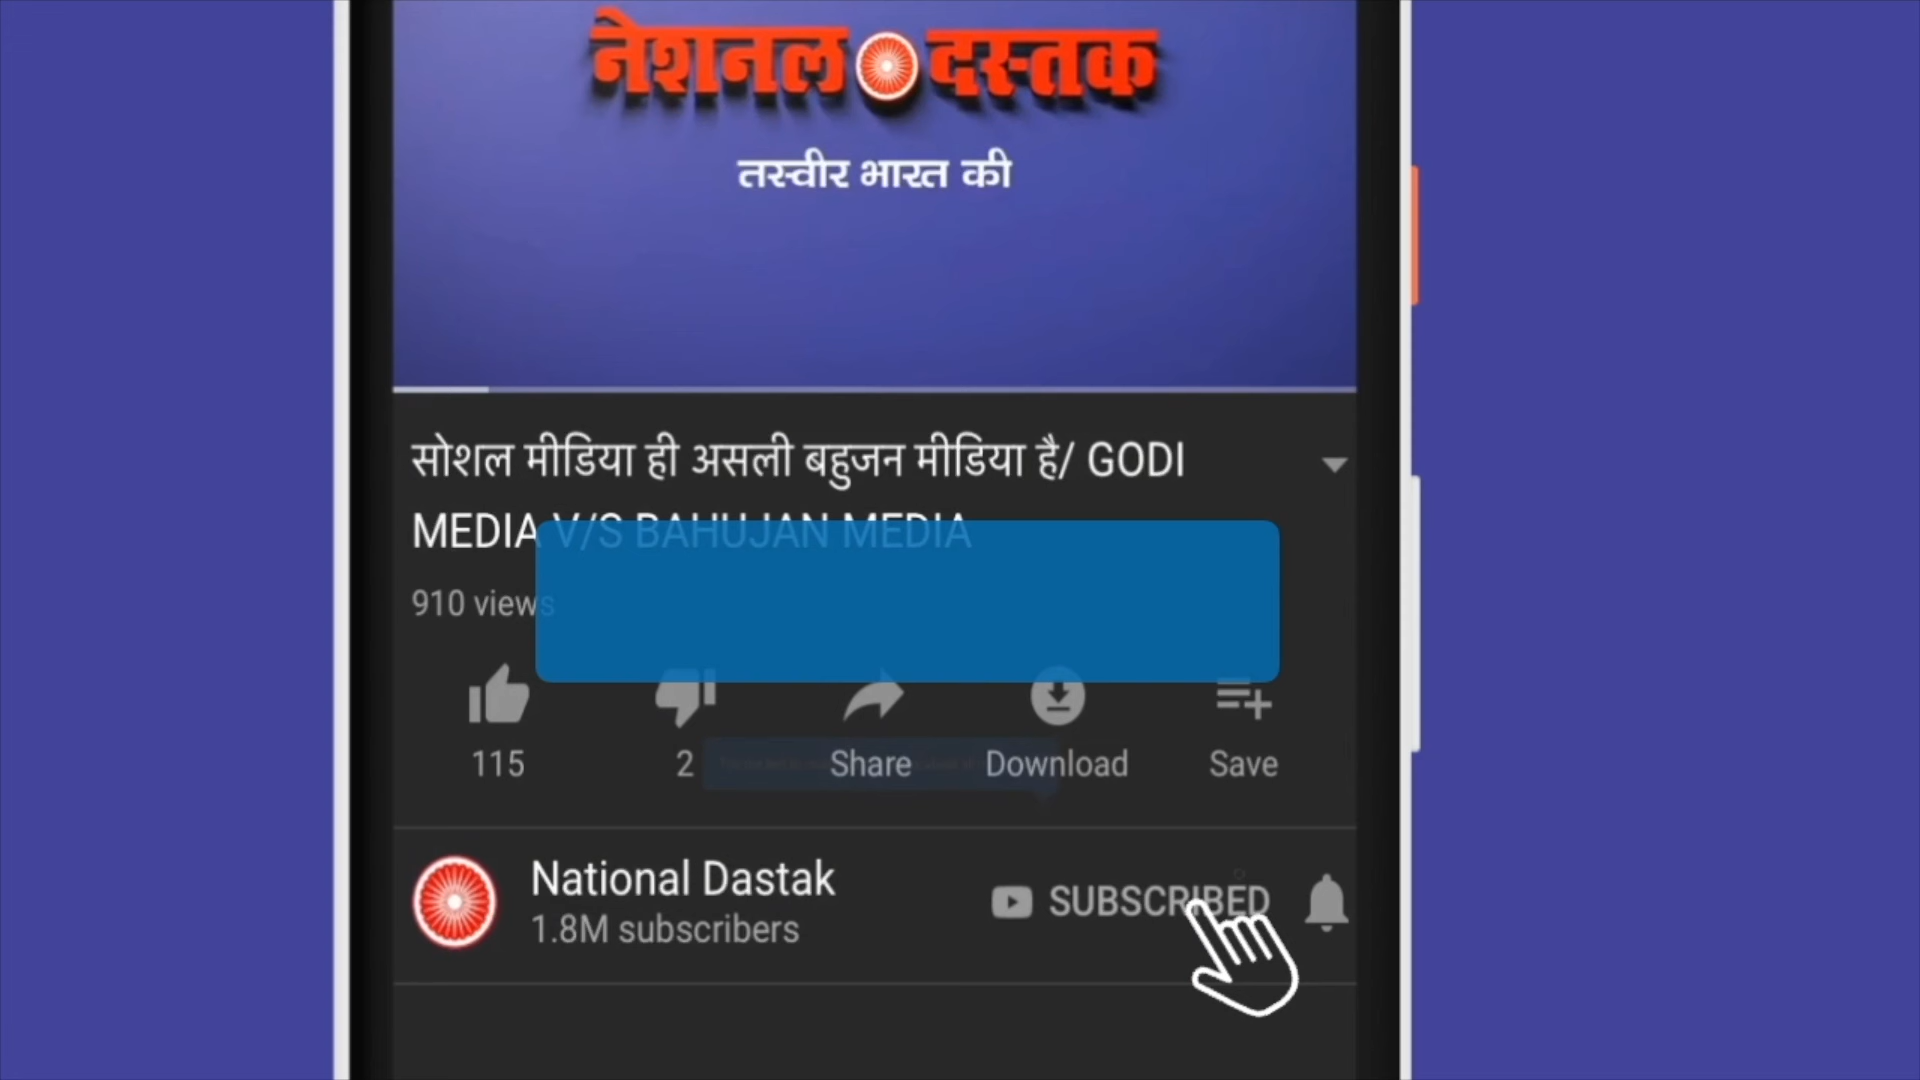 नेशनल दस्तक
तस्वीर भारत की
सोशल मीडिया ही असली बहुजन मीडिया है/ GODI
MEDIA V/S BAHUJAN MEDIA
910 views
115
2
Share
Download
Save
National Dastak
1.8M subscribers
SUBSCRIBED